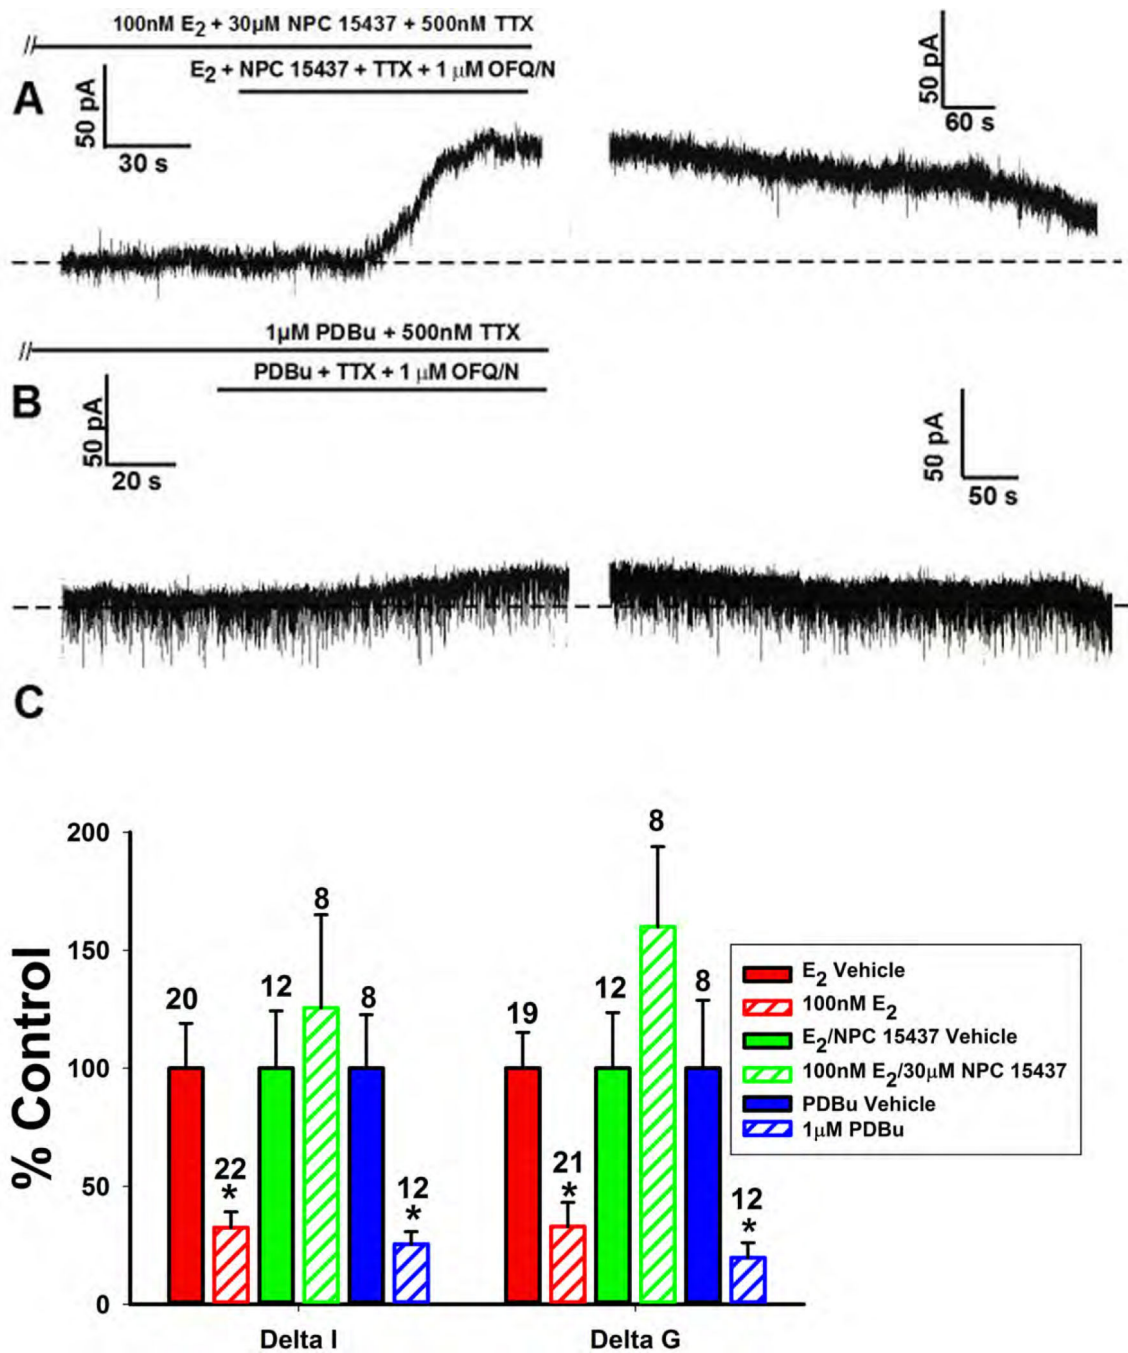 100nM E2 + 30µM NPC 15437 + 500nM TTX
E2 + NPC 15437 + TTX + 1 µM OFQ/N
A
50 pA
30 s
50 pA
60 s
1µM PDBu + 500nM TTX
PDBu + TTX + 1 µM OFQ/N
B
50 pA
20 s
50 pA
50 s
C
% Control
200
150
100
50
0
20
22
*
12
8
8
12
*
19
21
*
12
8
8
12
*
Delta I
Delta G
E2 Vehicle
100nM E2
E2/NPC 15437 Vehicle
100nM E2/30µM NPC 15437
PDBu Vehicle
1µM PDBu